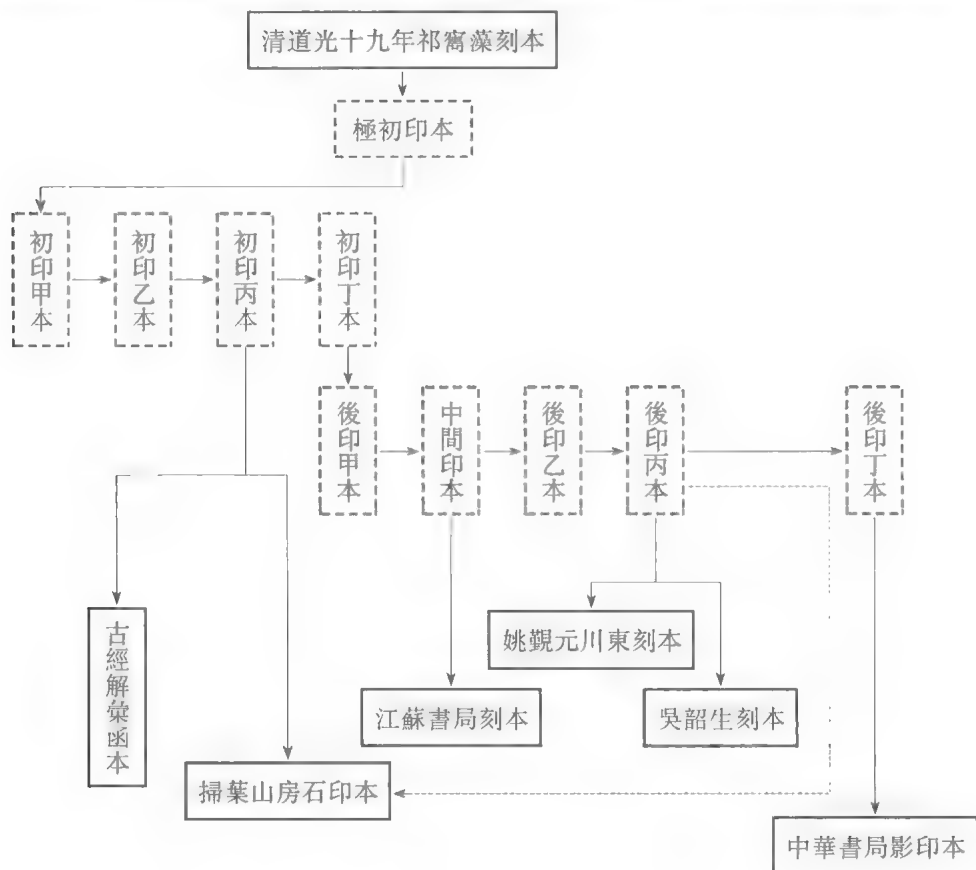 清道光十九年祁寯藻刻本
極初印本
初印甲本
初印乙本
初印丙本
初印丁本
後印甲本
中間印本
後印乙本
後印丙本
後印丁本
古經解彙函本
姚覲元川東刻本
江蘇書局刻本
吳韶生刻本
掃葉山房石印本
中華書局影印本